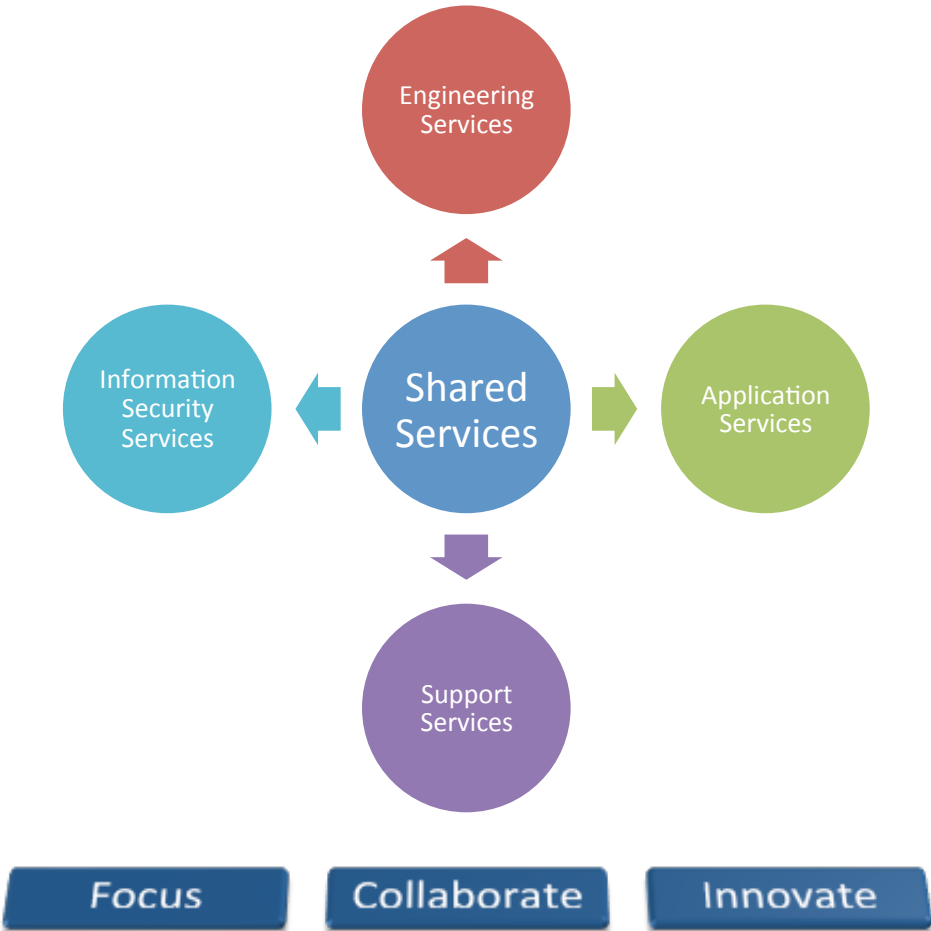 Engineering
Services
Information
Security
Services
Shared
Services
Application
Services
Support
Services
Focus
Collaborate
Innovate